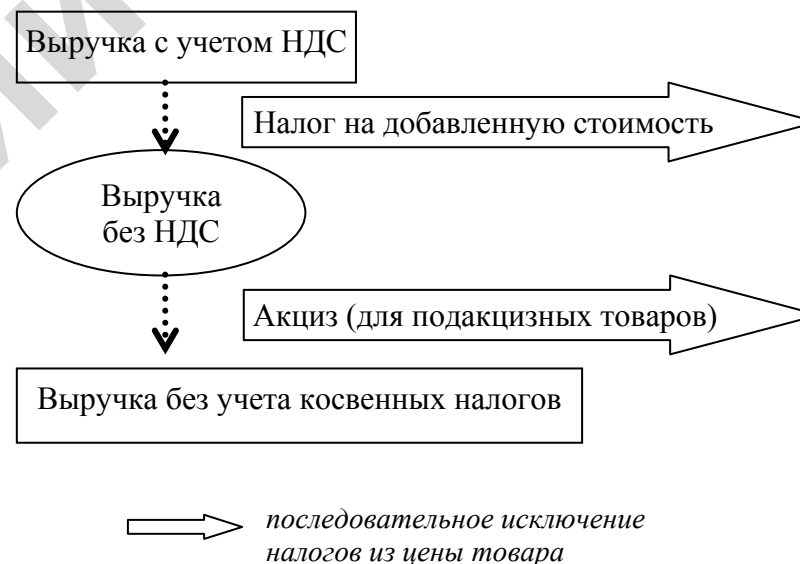 Выручка с учетом НДС
Налог на добавленную стоимость
Выручка
без НДС
Акциз (для подакцизных товаров)
Выручка без учета косвенных налогов
последовательное исключение
налогов из цены товара